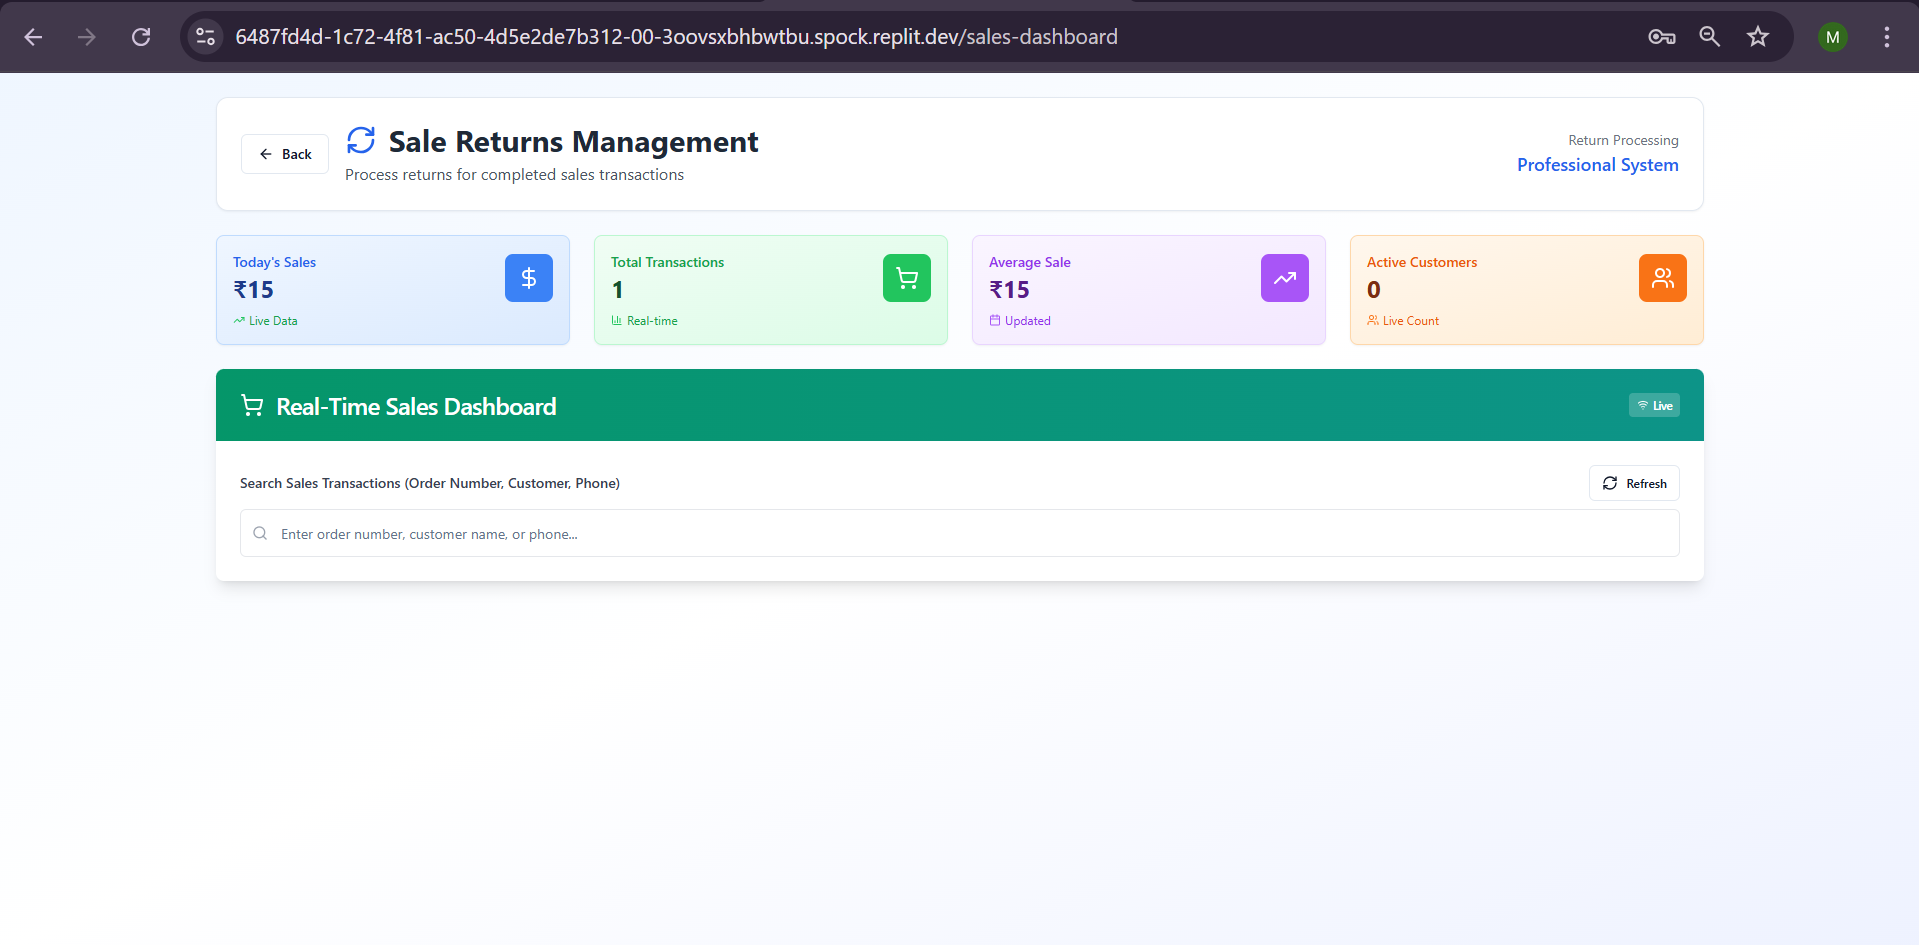 6487fd4d-1c72-4f81-ac50-4d5e2de7b312-00-3oovsxbhbwtbu.spock.replit.dev/sales-dashboard
M
Back
Sale Returns Management
Process returns for completed sales transactions
Return Processing
Professional System
Today's Sales
₹15
Live Data
Total Transactions
1
Real-time
Average Sale
₹15
Updated
Active Customers
0
Live Count
Real-Time Sales Dashboard
Live
Search Sales Transactions (Order Number, Customer, Phone)
Refresh
Enter order number, customer name, or phone...